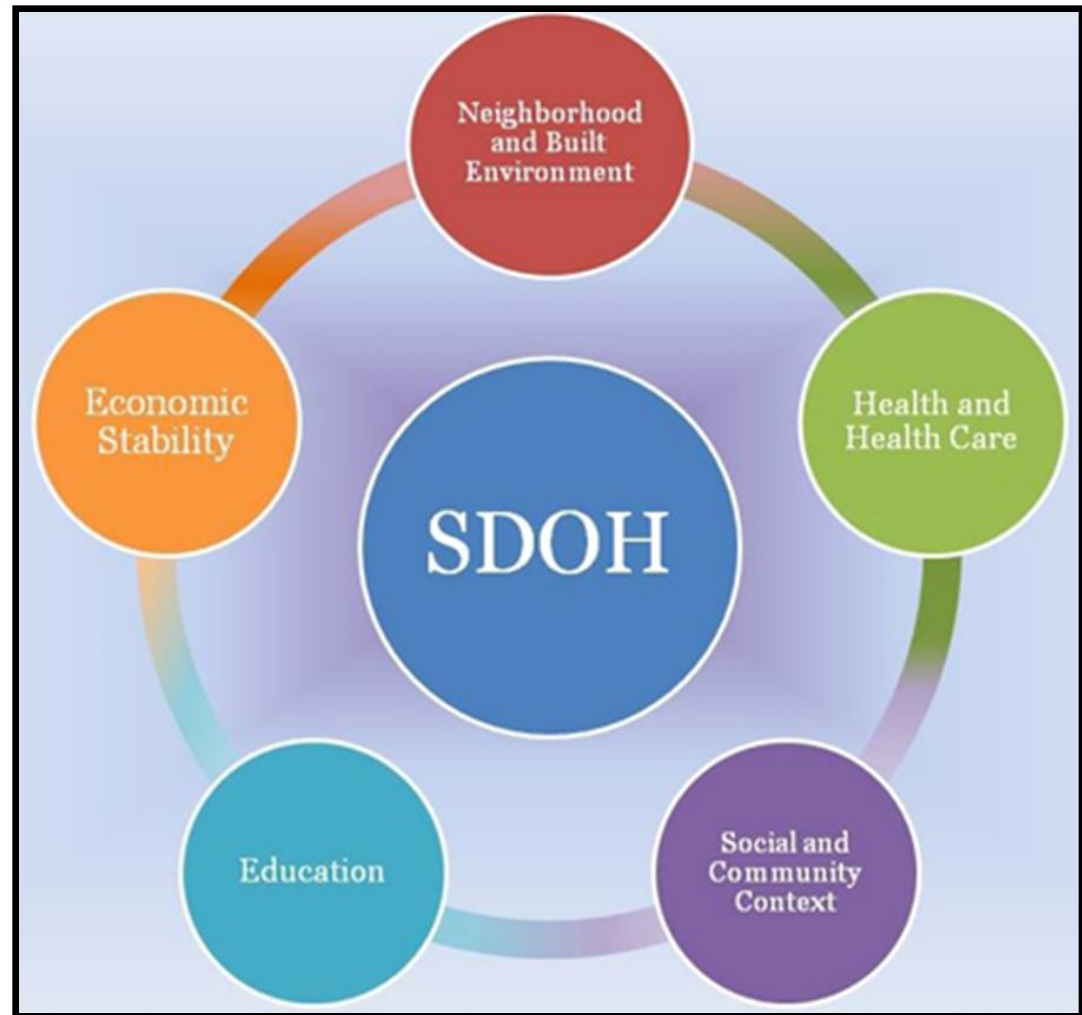 Neighborhood
and Built
Environment
Economic
Stability
Health and
Health Care
SDOH
Education
Social and
Community
Context